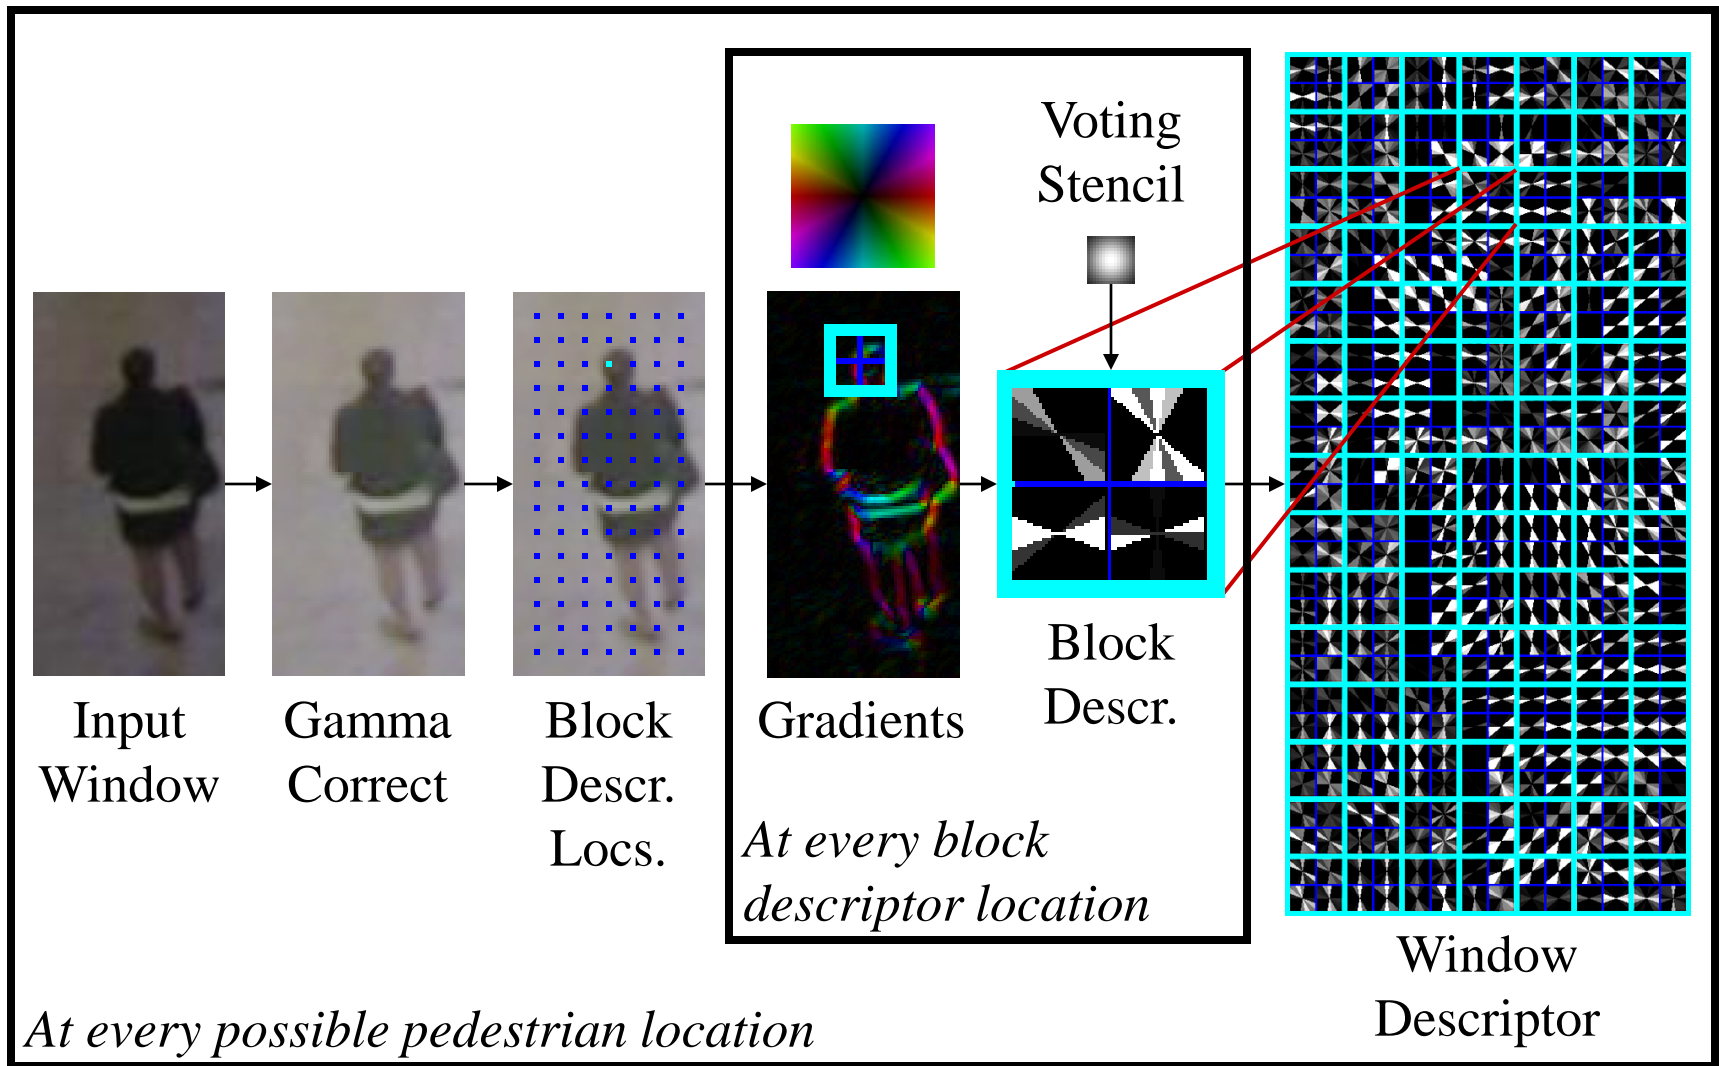 Voting
Stencil
Input
Window
Gamma
Correct
Block
Descr.
Locs.
Gradients
Block
Descr.
At every block
descriptor location
Window
Descriptor
At every possible pedestrian location